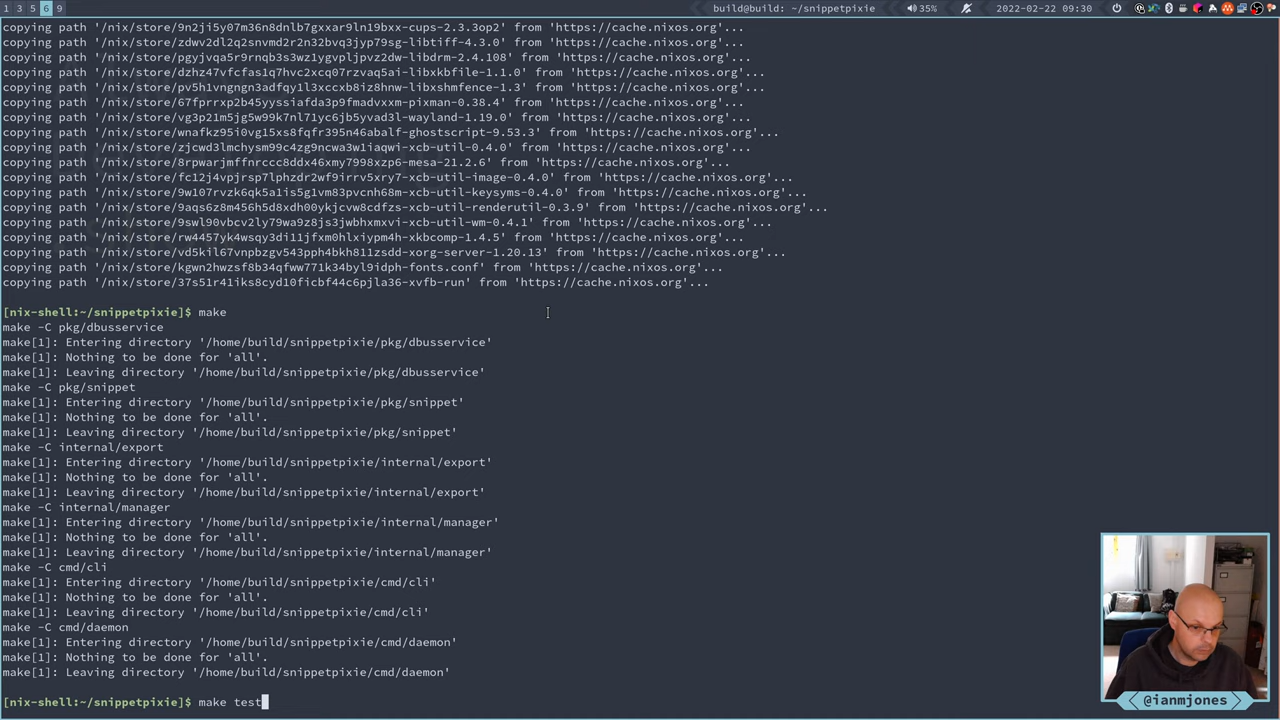 1 3 5 6 9 build@build: ~/snippetpixie 35% 2022-02-22 09:30
copying path '/nix/store/9n2ji5y07m36n8dnlb7gxxar9ln19bxx-cups-2.3.3op2' from 'https://cache.nixos.org'...
copying path '/nix/store/zdwv2dl2q2snvmd2r2n32bvq3jyp79sg-libtiff-4.3.0' from 'https://cache.nixos.org'...
copying path '/nix/store/pgyjvqa5r9rnqb3s3wz1ygvpljpvz2dw-libdrm-2.4.108' from 'https://cache.nixos.org'...
copying path '/nix/store/dzhz47vfcfas1q7hvc2xcq07rzvaq5ai-libxkbfile-1.1.0' from 'https://cache.nixos.org'...
copying path '/nix/store/pv5h1vngngn3adfqy1l3xccxb8iz8hnw-libxshmfence-1.3' from 'https://cache.nixos.org'...
copying path '/nix/store/67fprrxp2b45yyssiafda3p9fmadvxxm-pixman-0.38.4' from 'https://cache.nixos.org'...
copying path '/nix/store/vg3p21m5jg5w99k7nl71yc6jb3yvad3l-wayland-1.19.0' from 'https://cache.nixos.org'...
copying path '/nix/store/wnafkz95i0vg15xs8fqfr395n46abalf-ghostscript-9.53.3' from 'https://cache.nixos.org'...
copying path '/nix/store/zjcwd3lmchysm99c4zg9ncwa3w1iaqwi-xcb-util-0.4.0' from 'https://cache.nixos.org'...
copying path '/nix/store/8rpwarjmffnrccc8ddx46xmy7998xzp6-mesa-21.2.6' from 'https://cache.nixos.org'...
copying path '/nix/store/fc12j4vpjrsp7lphzdr2wf9irrv5xry7-xcb-util-image-0.4.0' from 'https://cache.nixos.org'...
copying path '/nix/store/9w107rvzk6qk5a1is5g1vm83pvcnh68m-xcb-util-keysyms-0.4.0' from 'https://cache.nixos.org'...
copying path '/nix/store/9aqs6z8m456h5d8xdh00ykjcvw8cdfzs-xcb-util-renderutil-0.3.9' from 'https://cache.nixos.org'...
copying path '/nix/store/9swl90vbcv2ly79wa9z8js3jwbhxmxvi-xcb-util-wm-0.4.1' from 'https://cache.nixos.org'...
copying path '/nix/store/rw4457yk4wsqy3di11jfxm0hlxiypm4h-xkbcomp-1.4.5' from 'https://cache.nixos.org'...
copying path '/nix/store/vd5kil67vnpbzgv543pph4bkh211zsdd-xorg-server-1.20.13' from 'https://cache.nixos.org'...
copying path '/nix/store/kgwn2hwzsf8b34qfww771k34byl9idph-fonts.conf' from 'https://cache.nixos.org'...
copying path '/nix/store/37s51r41iks8cyd10ficbf44c6pjla36-xvfb-run' from 'https://cache.nixos.org'...
[nix-shell:~/snippetpixie]$ make
make -C pkg/dbusservice
make[1]: Entering directory '/home/build/snippetpixie/pkg/dbusservice'
make[1]: Nothing to be done for 'all'.
make[1]: Leaving directory '/home/build/snippetpixie/pkg/dbusservice'
make -C pkg/snippet
make[1]: Entering directory '/home/build/snippetpixie/pkg/snippet'
make[1]: Nothing to be done for 'all'.
make[1]: Leaving directory '/home/build/snippetpixie/pkg/snippet'
make -C internal/export
make[1]: Entering directory '/home/build/snippetpixie/internal/export'
make[1]: Nothing to be done for 'all'.
make[1]: Leaving directory '/home/build/snippetpixie/internal/export'
make -C internal/manager
make[1]: Entering directory '/home/build/snippetpixie/internal/manager'
make[1]: Nothing to be done for 'all'.
make[1]: Leaving directory '/home/build/snippetpixie/internal/manager'
make -C cmd/cli
make[1]: Entering directory '/home/build/snippetpixie/cmd/cli'
make[1]: Nothing to be done for 'all'.
make[1]: Leaving directory '/home/build/snippetpixie/cmd/cli'
make -C cmd/daemon
make[1]: Entering directory '/home/build/snippetpixie/cmd/daemon'
make[1]: Nothing to be done for 'all'.
make[1]: Leaving directory '/home/build/snippetpixie/cmd/daemon'
[nix-shell:~/snippetpixie]$ make test
@ianmjones